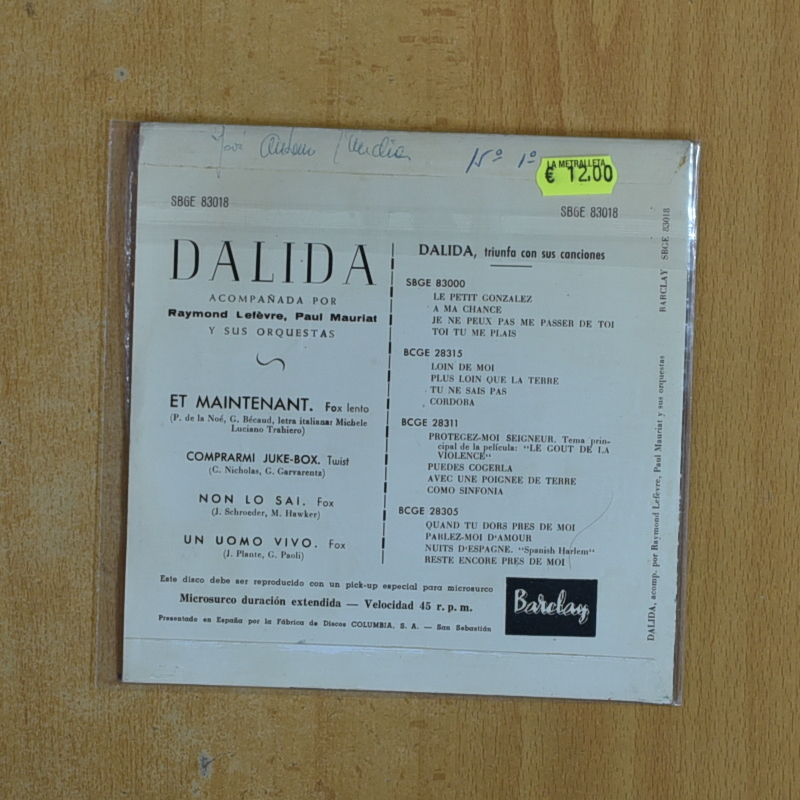 José Antonio
15º 1º
LA METRALLETA
€ 12,00
SBGE 83018
SBGE 83018
DALIDA
ACOMPAÑADA POR
Raymond Lefèvre, Paul Mauriat
Y SUS ORQUESTAS
ET MAINTENANT. Fox lento
(P. de la Noé, G. Bécaud, letra italiana: Michele
Luciano Trahiero)
COMPRARMI JUKE-BOX. Twist
(C. Nicholas, G. Garvarentz)
NON LO SAI. Fox
(J. Schroeder, M. Hawker)
UN UOMO VIVO. Fox
(J. Plante, G. Paoli)
DALIDA, triunfa con sus canciones
SBGE 83000
LE PETIT GONZALEZ
A MA CHANCE
JE NE PEUX PAS ME PASSER DE TOI
TOI TU ME PLAIS
BCGE 28315
LOIN DE MOI
PLUS LOIN QUE LA TERRE
TU NE SAIS PAS
CORDOBA
BCGE 28311
PROTEGEZ-MOI SEIGNEUR. Tema prin-
cipal de la película: "LE GOUT DE LA
VIOLENCE"
PUEDES COGERLA
AVEC UNE POIGNEE DE TERRE
COMO SINFONIA
BCGE 28305
QUAND TU DORS PRES DE MOI
PARLEZ-MOI D'AMOUR
NUITS D'ESPAGNE. "Spanish Harlem"
RESTE ENCORE PRES DE MOI
Este disco debe ser reproducido con un pick-up especial para microsurco
Microsurco duración extendida — Velocidad 45 r. p. m.
Presentado en España por la Fábrica de Discos COLUMBIA, S. A. — San Sebastián
Barclay
DALIDA, acomp. por Raymond Lefèvre, Paul Mauriat y sus orquestas BARCLAY SBGE 83018